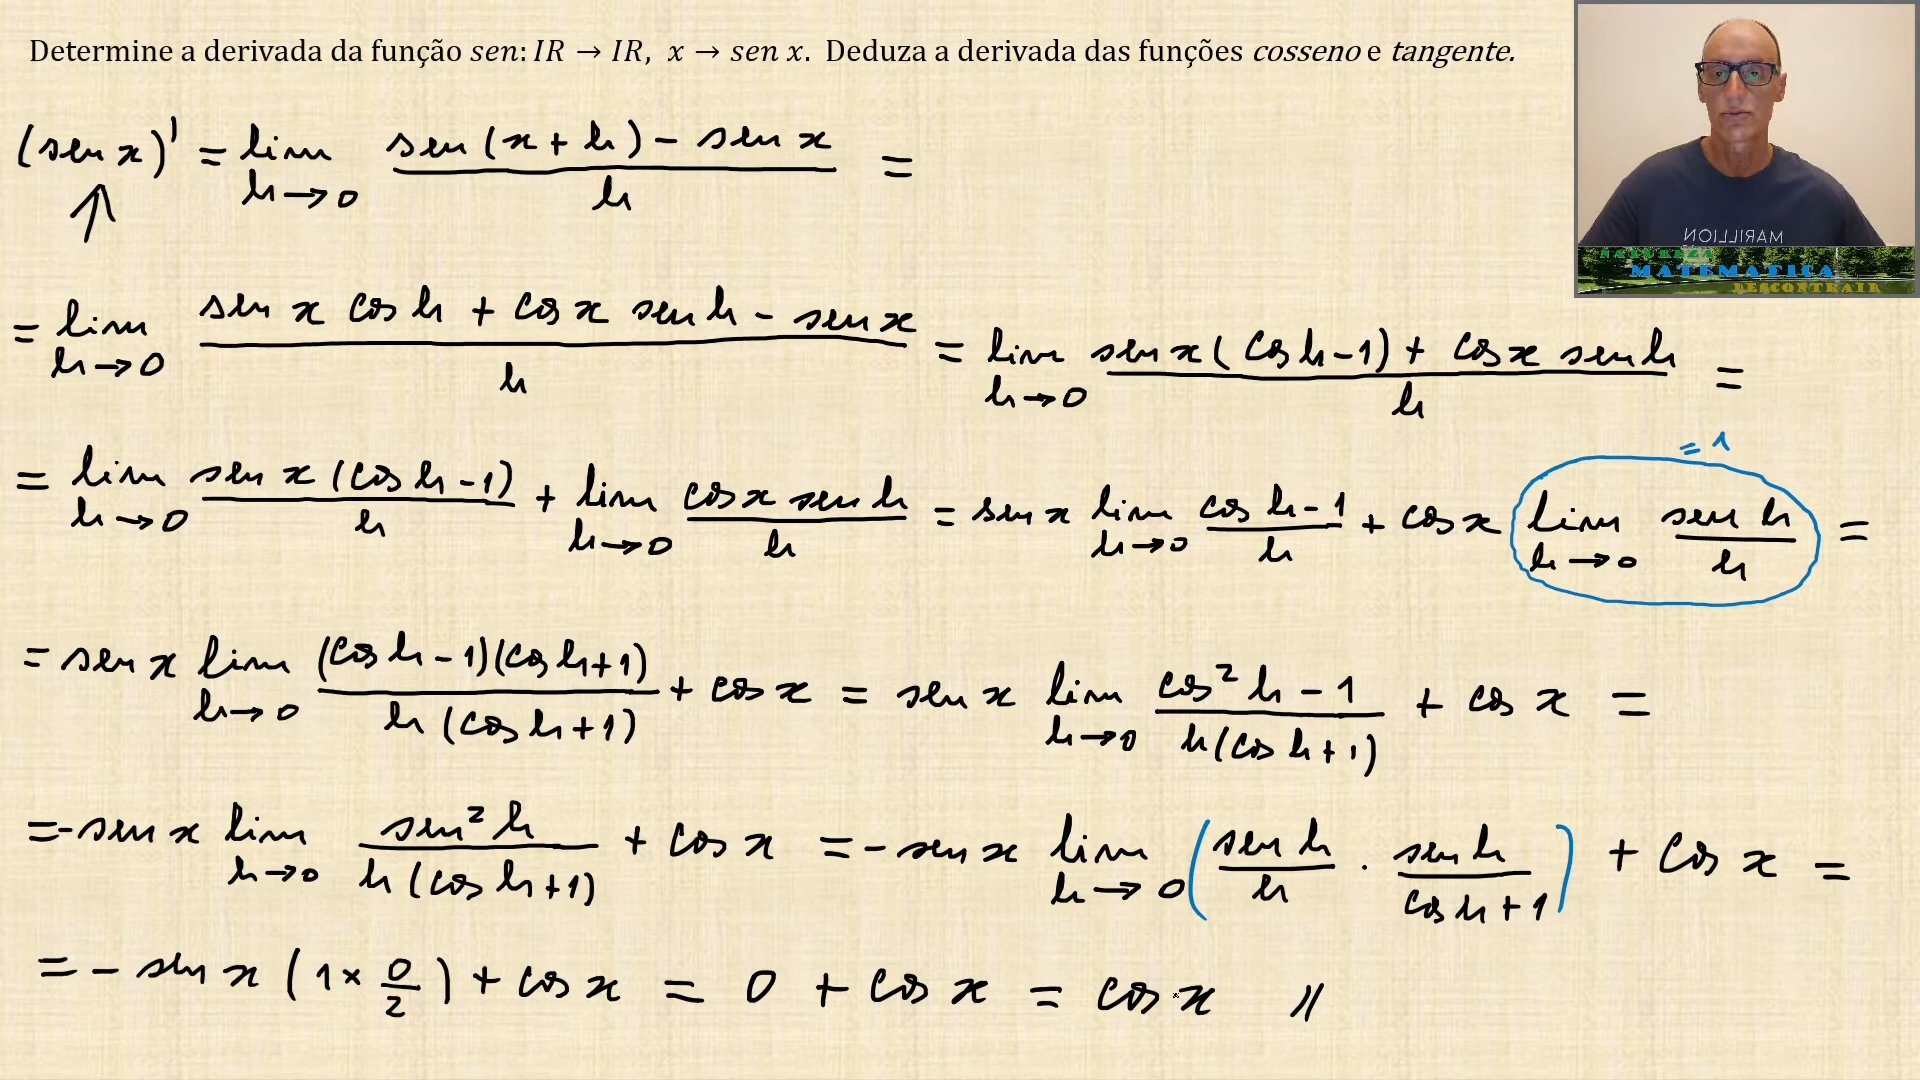 Determine a derivada da função sen: IR → IR, x → sen x. Deduza a derivada das funções cosseno e tangente.
(sen x)' = lim h→0 (sen(x+h) - sen x)/h =
MARILLION
NATUREZA
MATEMATICA
DESCONTRAIR
= lim h→0 (sen x cos h + cos x sen h - sen x)/h = lim h→0 (sen x (cos h - 1) + cos x sen h)/h =
= lim h→0 (sen x (cos h - 1))/h + lim h→0 (cos x sen h)/h = sen x lim h→0 (cos h - 1)/h + cos x lim h→0 (sen h)/h =
= 1
= sen x lim h→0 ((cos h - 1)(cos h + 1))/(h (cos h + 1)) + cos x = sen x lim h→0 (cos² h - 1)/(h (cos h + 1)) + cos x =
= - sen x lim h→0 (sen² h)/(h (cos h + 1)) + cos x = - sen x lim h→0 ((sen h)/h · (sen h)/(cos h + 1)) + cos x =
= - sen x (1 × 0/2) + cos x = 0 + cos x = cos x //